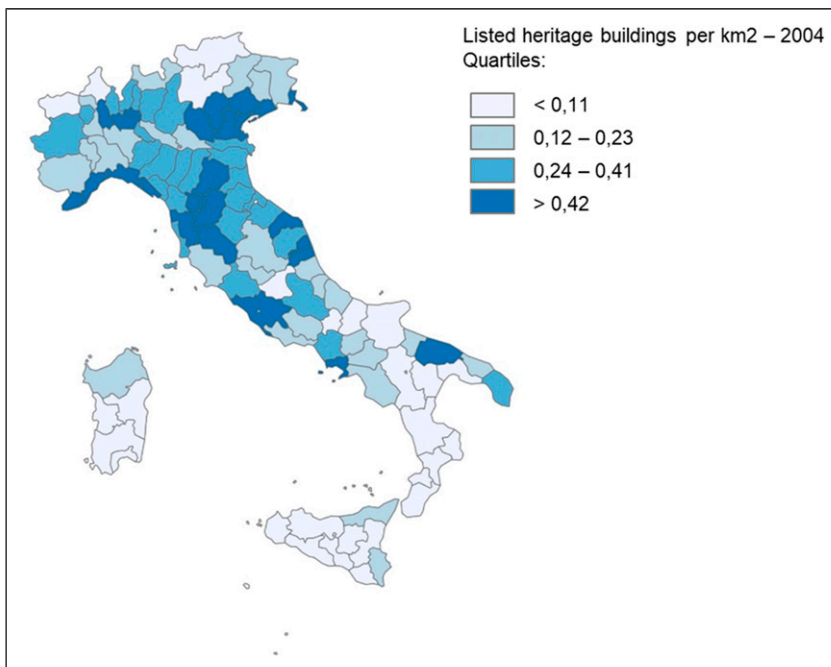 Listed heritage buildings per km2 – 2004
Quartiles:
< 0,11
0,12 – 0,23
0,24 – 0,41
> 0,42